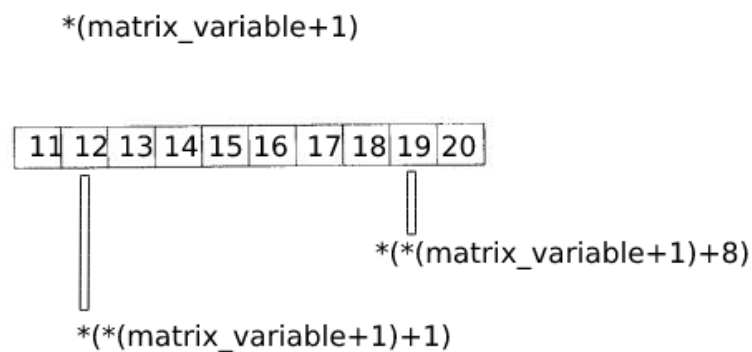 *(matrix_variable+1)
11 12 13 14 15 16 17 18 19 20
*(*(matrix_variable+1)+8)
*(*(matrix_variable+1)+1)